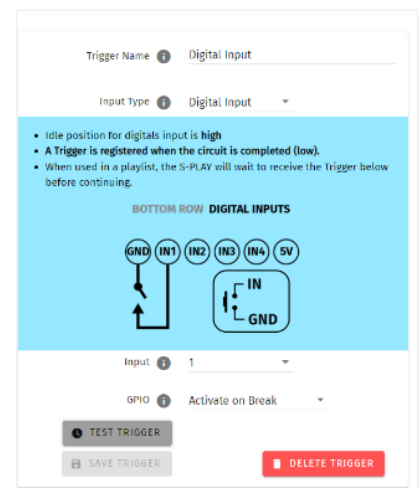 Trigger Name Digital Input
Input Type Digital Input
• Idle position for digitals input is high
• A Trigger is registered when the circuit is completed (low).
• When used in a playlist, the S-PLAY will wait to receive the Trigger below
before continuing.
BOTTOM ROW DIGITAL INPUTS
GND IN1 IN2 IN3 IN4 5V
IN
GND
Input 1
GPIO Activate on Break
TEST TRIGGER
SAVE TRIGGER DELETE TRIGGER